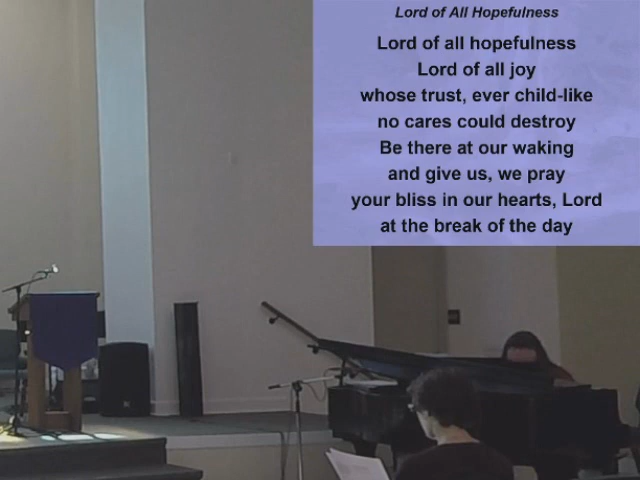 Lord of All Hopefulness
Lord of all hopefulness
Lord of all joy
whose trust, ever child-like
no cares could destroy
Be there at our waking
and give us, we pray
your bliss in our hearts, Lord
at the break of the day